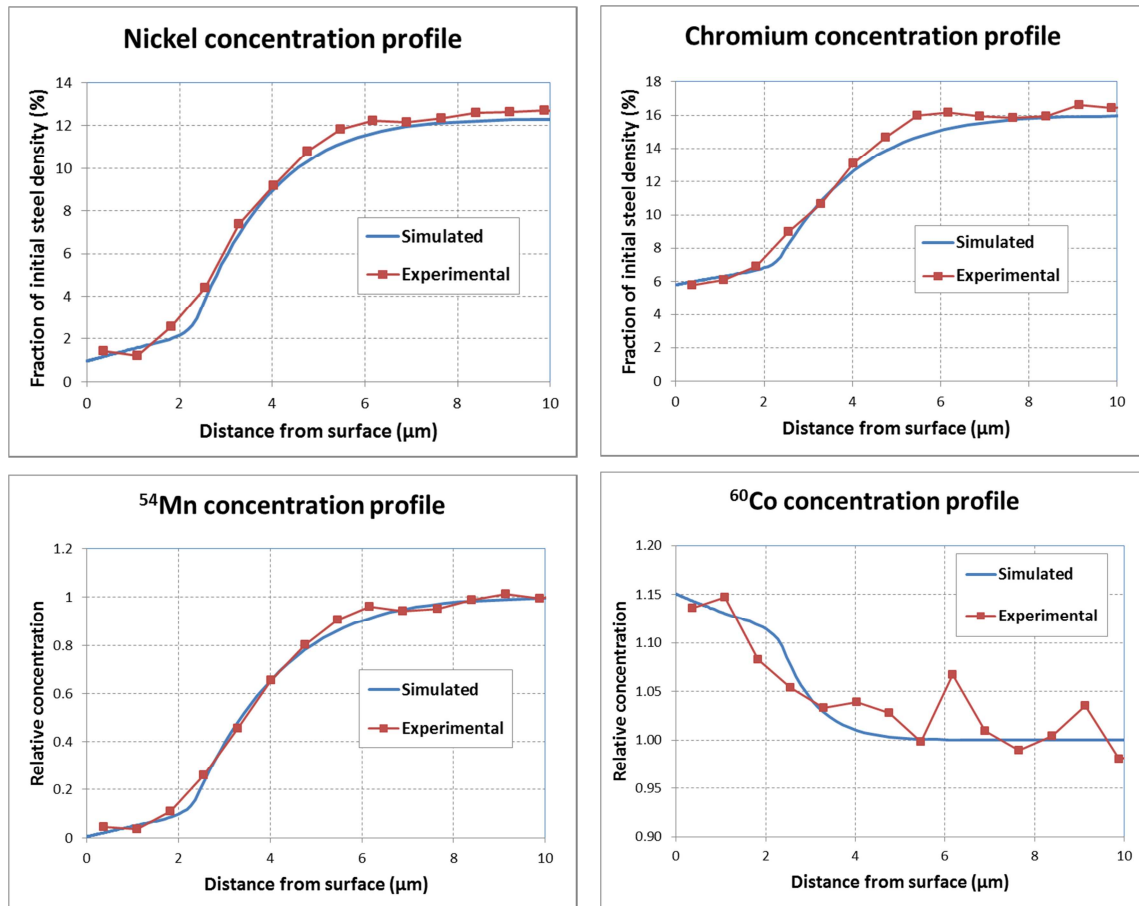 Nickel concentration profile
Fraction of initial steel density (%)
14
12
10
8
6
4
2
0
Simulated
Experimental
0 2 4 6 8 10
Distance from surface (µm)
Chromium concentration profile
Fraction of initial steel density (%)
18
16
14
12
10
8
6
4
2
0
Simulated
Experimental
0 2 4 6 8 10
Distance from surface (µm)
⁵⁴Mn concentration profile
Relative concentration
1.2
1
0.8
0.6
0.4
0.2
0
Simulated
Experimental
0 2 4 6 8 10
Distance from surface (µm)
⁶⁰Co concentration profile
Relative concentration
1.20
1.15
1.10
1.05
1.00
0.95
0.90
Simulated
Experimental
0 2 4 6 8 10
Distance from surface (µm)